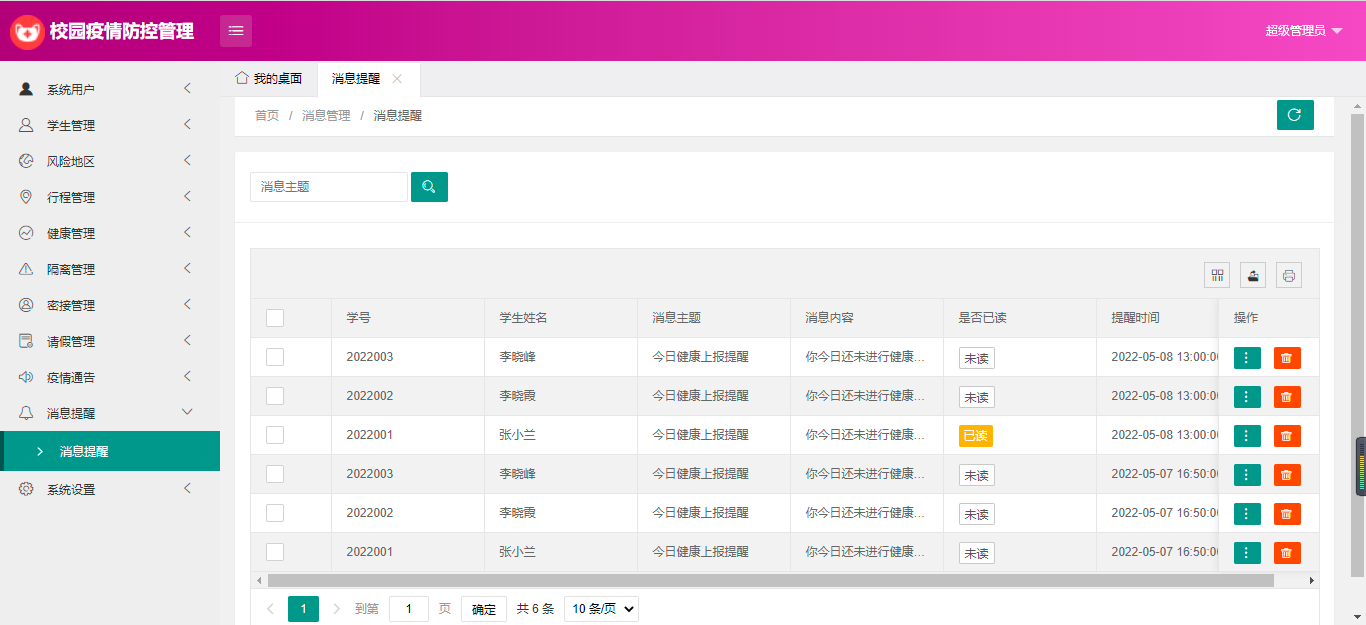 校园疫情防控管理
超级管理员
系统用户
学生管理
风险地区
行程管理
健康管理
隔离管理
密接管理
请假管理
疫情通告
消息提醒
消息提醒
系统设置
我的桌面 消息提醒
首页 / 消息管理 / 消息提醒
消息主题
学号 学生姓名 消息主题 消息内容 是否已读 提醒时间 操作
2022003 李晓峰 今日健康上报提醒 你今日还未进行健康... 未读 2022-05-08 13:00:00
2022002 李晓霞 今日健康上报提醒 你今日还未进行健康... 未读 2022-05-08 13:00:00
2022001 张小兰 今日健康上报提醒 你今日还未进行健康... 已读 2022-05-08 13:00:00
2022003 李晓峰 今日健康上报提醒 你今日还未进行健康... 未读 2022-05-07 16:50:00
2022002 李晓霞 今日健康上报提醒 你今日还未进行健康... 未读 2022-05-07 16:50:00
2022001 张小兰 今日健康上报提醒 你今日还未进行健康... 未读 2022-05-07 16:50:00
1 到第 1 页 确定 共 6 条 10 条/页